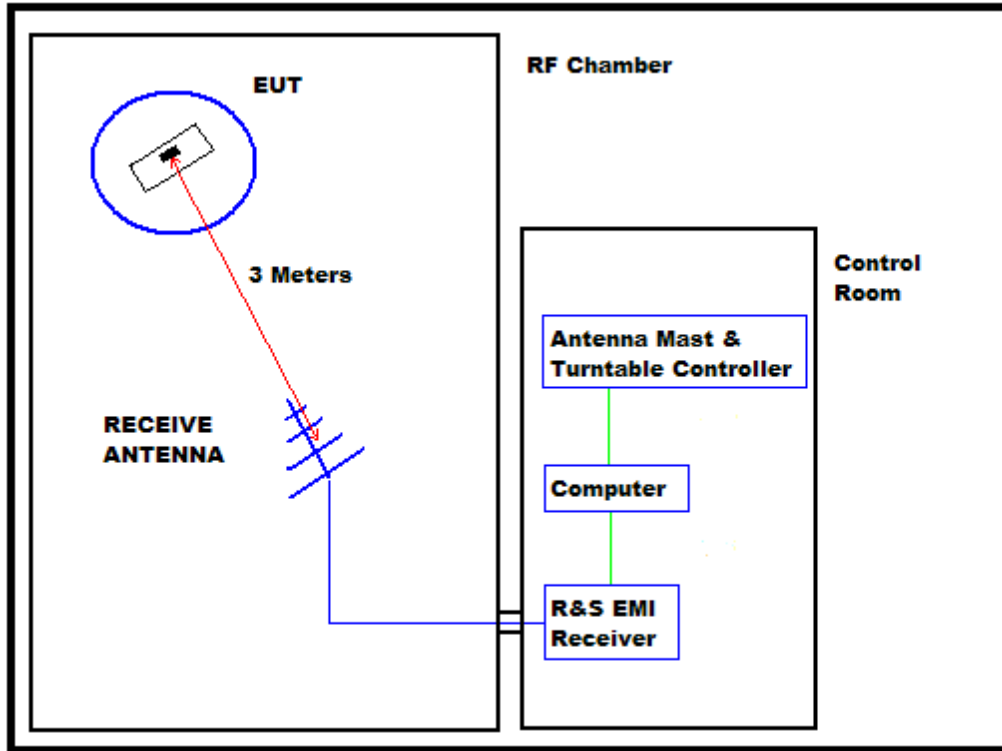 RF Chamber
EUT
3 Meters
RECEIVE
ANTENNA
Control
Room
Antenna Mast &
Turntable Controller
Computer
R&S EMI
Receiver